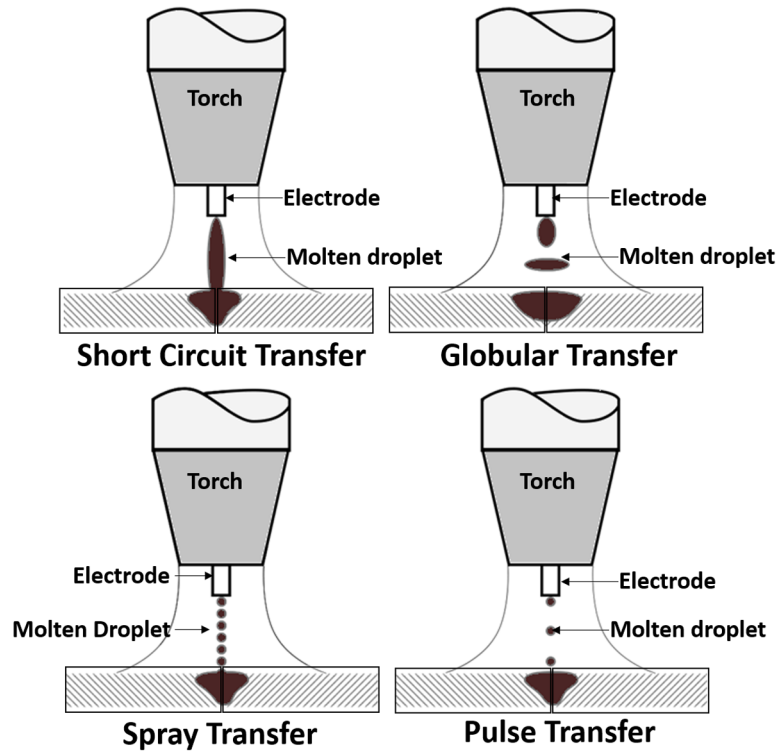 Torch
Electrode
Molten droplet
Short Circuit Transfer
Torch
Electrode
Molten droplet
Globular Transfer
Torch
Electrode
Molten Droplet
Spray Transfer
Torch
Electrode
Molten droplet
Pulse Transfer